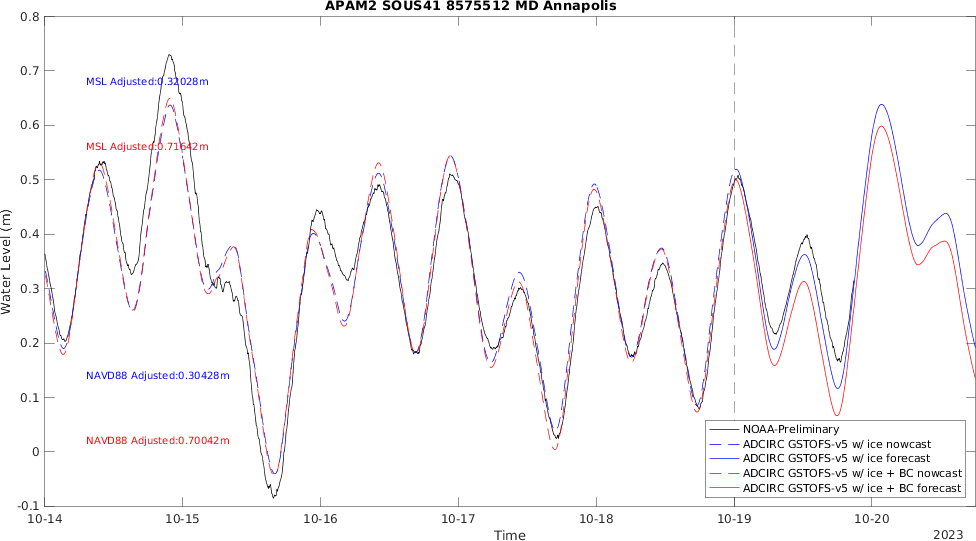 APAM2 SOUS41 8575512 MD Annapolis
0.8
0.7
0.6
0.5
0.4
0.3
0.2
0.1
0
-0.1
Water Level (m)
MSL Adjusted:0.32028m
MSL Adjusted:0.71642m
NAVD88 Adjusted:0.30428m
NAVD88 Adjusted:0.70042m
NOAA-Preliminary
ADCIRC GSTOFS-v5 w/ ice nowcast
ADCIRC GSTOFS-v5 w/ ice forecast
ADCIRC GSTOFS-v5 w/ ice + BC nowcast
ADCIRC GSTOFS-v5 w/ ice + BC forecast
10-14 10-15 10-16 10-17 10-18 10-19 10-20
Time
2023